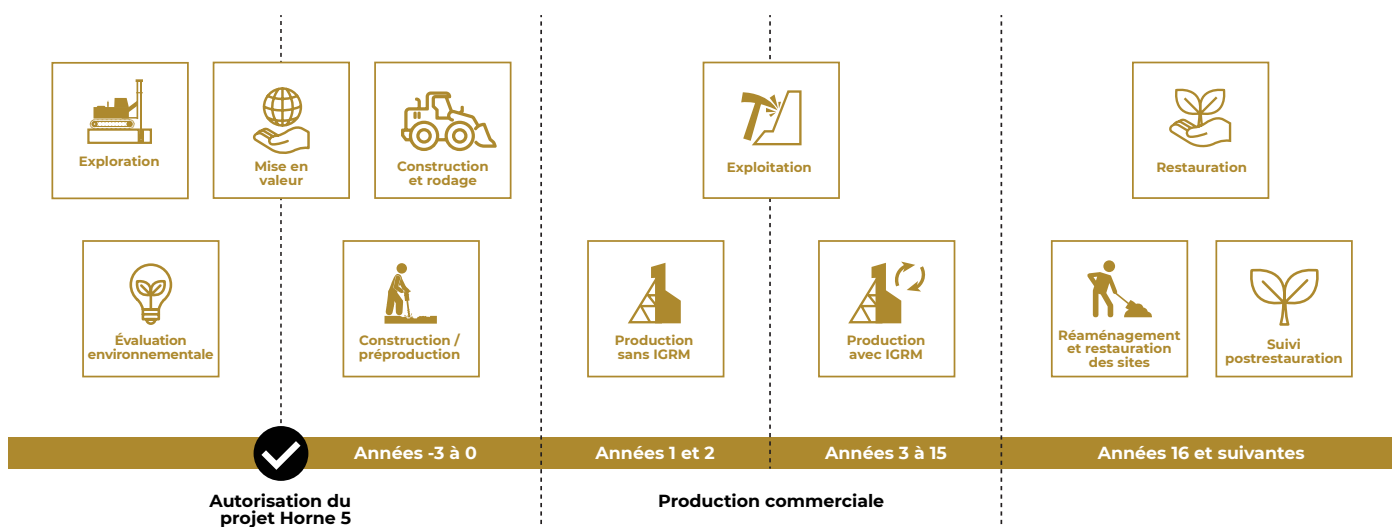 Exploration
Mise en
valeur
Construction
et rodage
Exploitation
Restauration
Évaluation
environnementale
Construction /
préproduction
Production
sans IGRM
Production
avec IGRM
Réaménagement
et restauration
des sites
Suivi
postrestauration
Années -3 à 0
Années 1 et 2
Années 3 à 15
Années 16 et suivantes
Autorisation du
projet Horne 5
Production commerciale